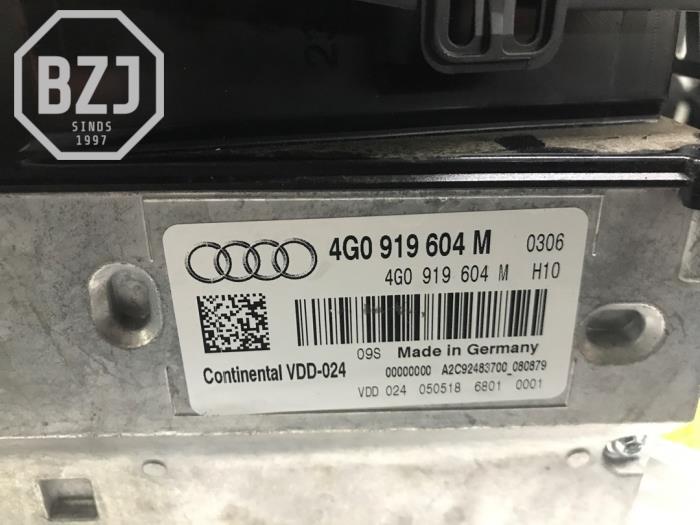 BZJ
SINDS
1997
4G0 919 604 M 0306
4G0 919 604 M H10
09S Made in Germany
Continental VDD-024 00000000 A2C92483700_080879
VDD 024 050518 6801 0001